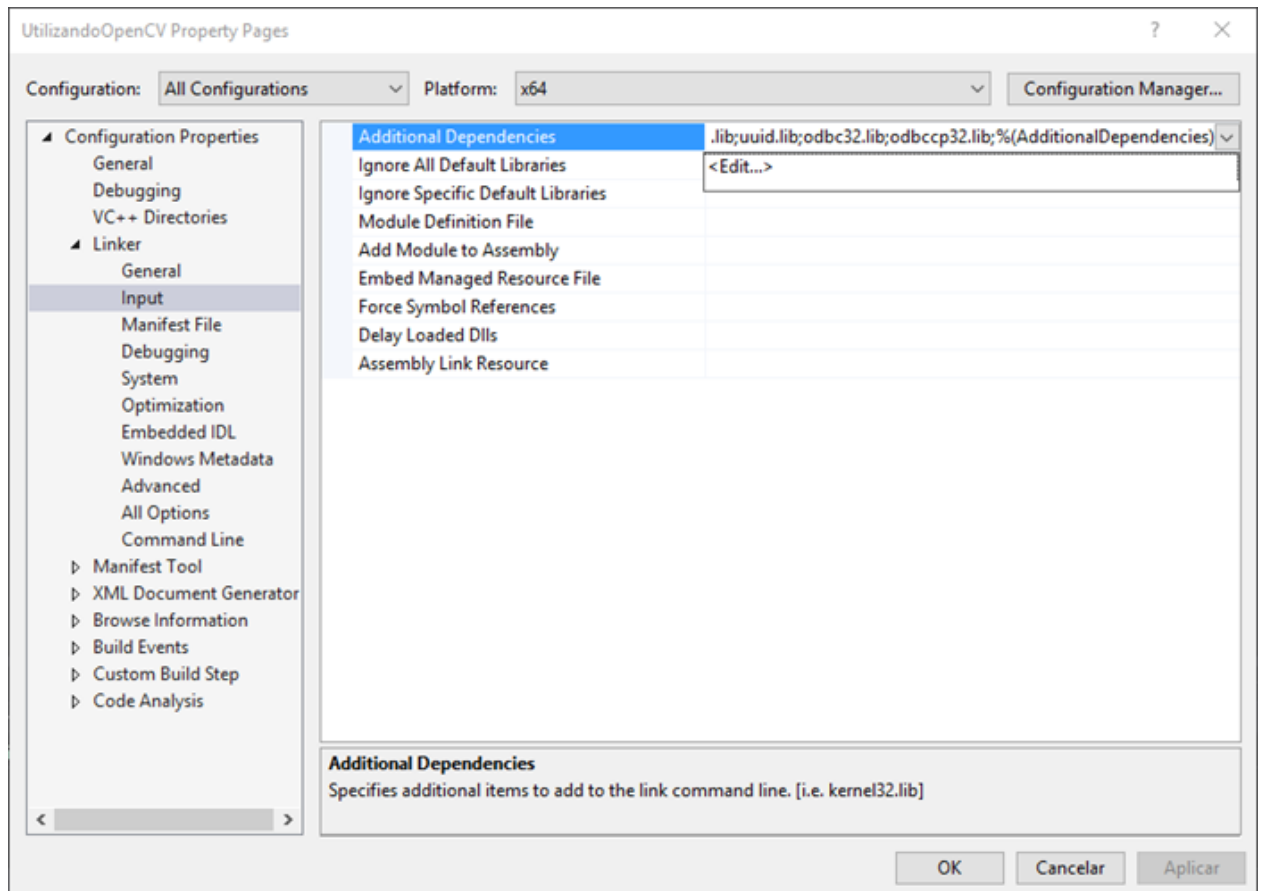 UtilizandoOpenCV Property Pages
Configuration: All Configurations Platform: x64 Configuration Manager...
Configuration Properties
General
Debugging
VC++ Directories
Linker
General
Input
Manifest File
Debugging
System
Optimization
Embedded IDL
Windows Metadata
Advanced
All Options
Command Line
Manifest Tool
XML Document Generator
Browse Information
Build Events
Custom Build Step
Code Analysis
Additional Dependencies .lib;uuid.lib;odbc32.lib;odbccp32.lib;%(AdditionalDependencies)
Ignore All Default Libraries <Edit...>
Ignore Specific Default Libraries
Module Definition File
Add Module to Assembly
Embed Managed Resource File
Force Symbol References
Delay Loaded Dlls
Assembly Link Resource
Additional Dependencies
Specifies additional items to add to the link command line. [i.e. kernel32.lib]
OK Cancelar Aplicar